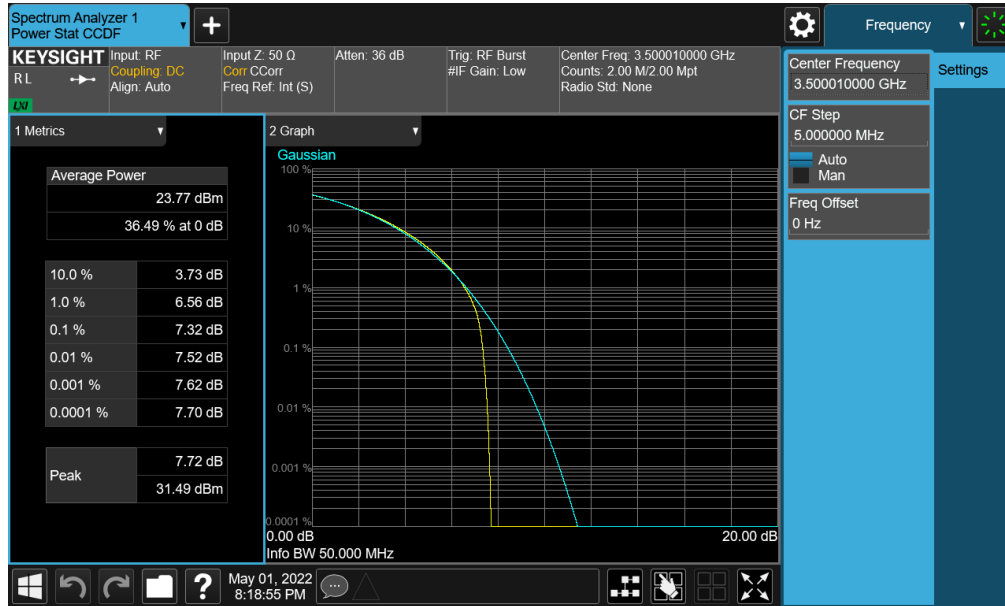 Spectrum Analyzer 1
Power Stat CCDF
+
Frequency
KEYSIGHT
R L
LXI
Input: RF
Coupling: DC
Align: Auto
Input Z: 50 Ω
Corr CCorr
Freq Ref: Int (S)
Atten: 36 dB
Trig: RF Burst
#IF Gain: Low
Center Freq: 3.500010000 GHz
Counts: 2.00 M/2.00 Mpt
Radio Std: None
Center Frequency
3.500010000 GHz
Settings
CF Step
5.000000 MHz
Auto
Man
Freq Offset
0 Hz
1 Metrics
Average Power
23.77 dBm
36.49 % at 0 dB
10.0 % 3.73 dB
1.0 % 6.56 dB
0.1 % 7.32 dB
0.01 % 7.52 dB
0.001 % 7.62 dB
0.0001 % 7.70 dB
Peak
7.72 dB
31.49 dBm
2 Graph
Gaussian
100 %
10 %
1 %
0.1 %
0.01 %
0.001 %
0.0001 %
0.00 dB 20.00 dB
Info BW 50.000 MHz
?
May 01, 2022
8:18:55 PM